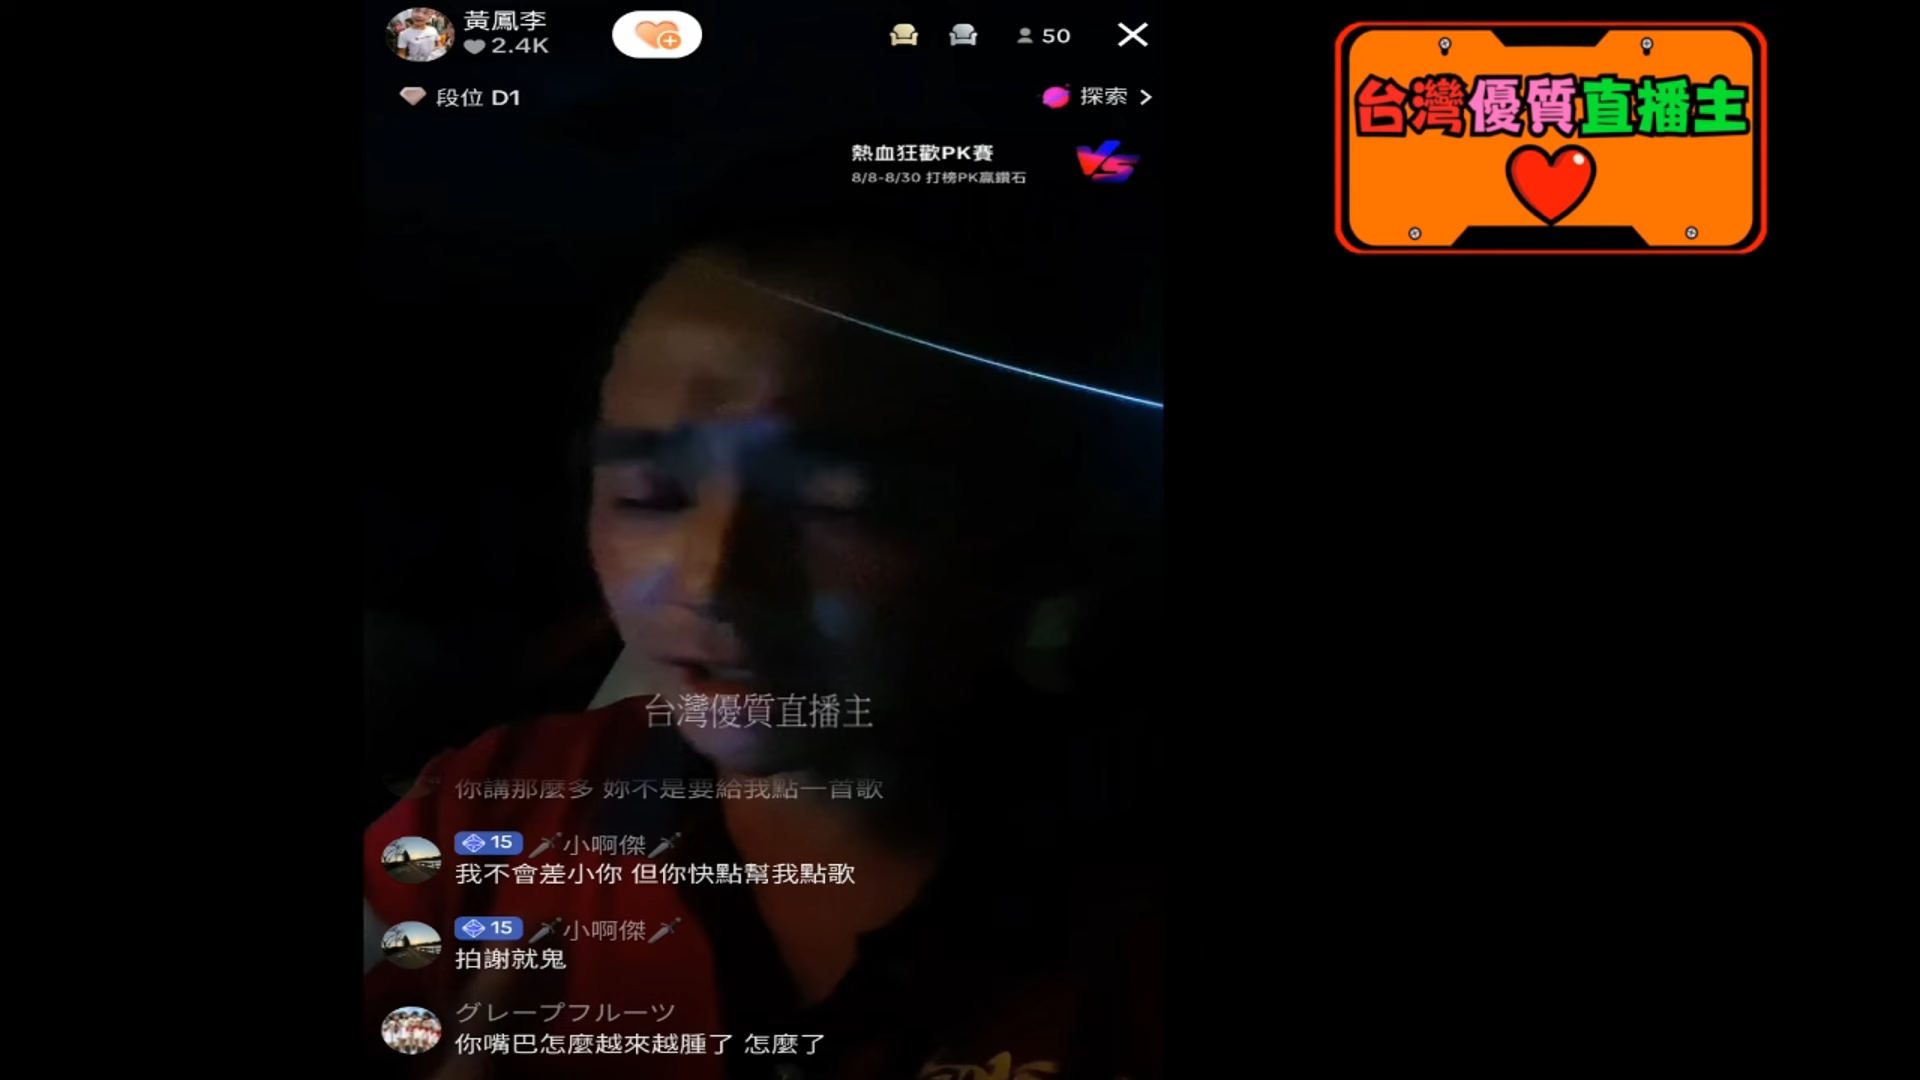 黃鳳李
2.4K
50
段位 D1
探索
熱血狂歡PK賽
8/8-8/30 打榜PK贏鑽石
VS
台灣優質直播主
台灣優質直播主
你講那麼多 妳不是要給我點一首歌
15 小啊傑
我不會差小你 但你快點幫我點歌
15 小啊傑
拍謝就鬼
グレープフルーツ
你嘴巴怎麼越來越腫了 怎麼了